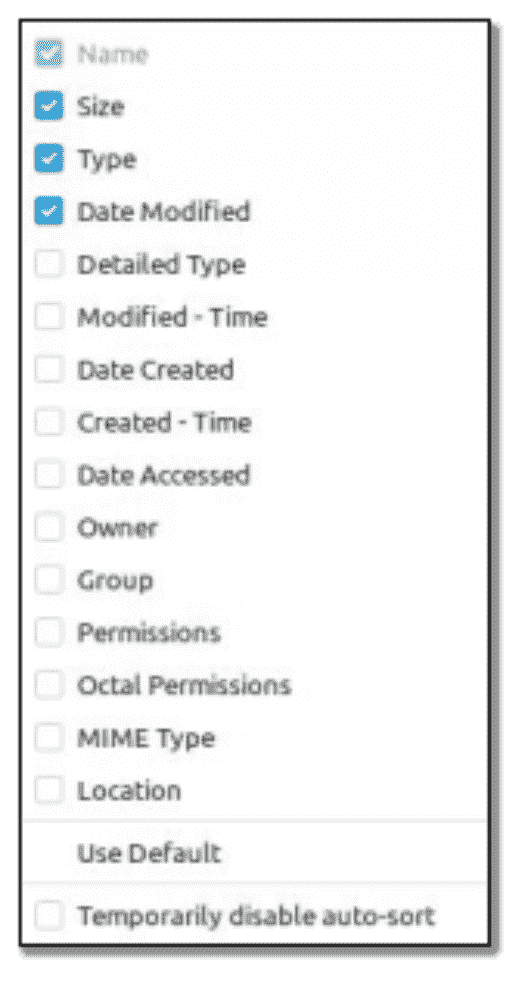 Name
Size
Type
Date Modified
Detailed Type
Modified - Time
Date Created
Created - Time
Date Accessed
Owner
Group
Permissions
Octal Permissions
MIME Type
Location
Use Default
Temporarily disable auto-sort